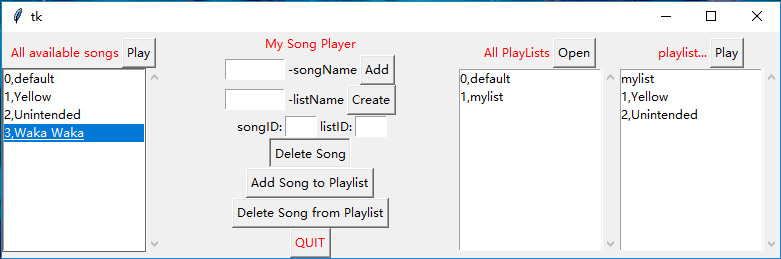 tk
All available songs Play
0,default
1,Yellow
2,Unintended
3,Waka Waka
My Song Player
-songName Add
-listName Create
songID: listID:
Delete Song
Add Song to Playlist
Delete Song from Playlist
QUIT
All PlayLists Open
0,default
1,mylist
playlist... Play
mylist
1,Yellow
2,Unintended